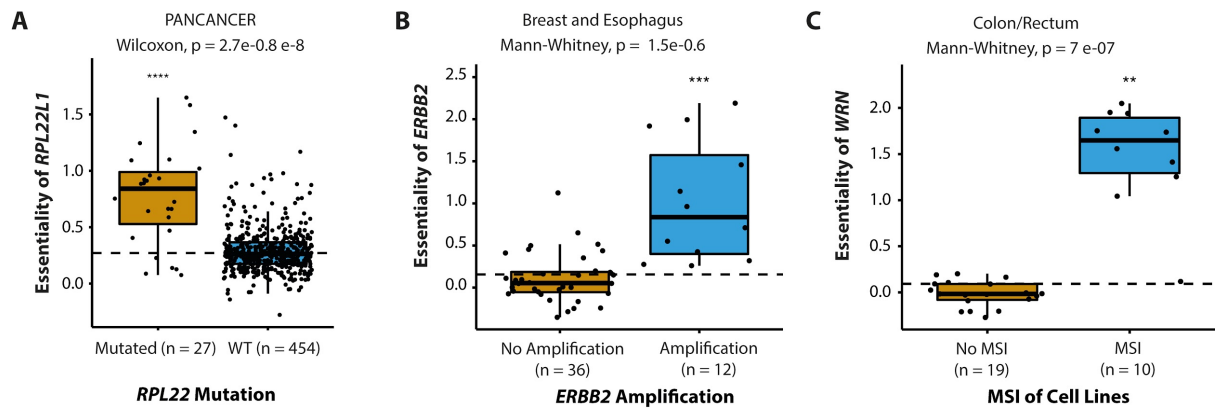 A
PANCANCER
Wilcoxon, p = 2.7e-0.8 e-8
****
Essentiality of RPL22L1
1.5
1.0
0.5
0.0
Mutated (n = 27)
WT (n = 454)
RPL22 Mutation
B
Breast and Esophagus
Mann-Whitney, p = 1.5e-0.6
***
Essentiality of ERBB2
2.5
2.0
1.5
1.0
0.5
0.0
No Amplification
(n = 36)
Amplification
(n = 12)
ERBB2 Amplification
C
Colon/Rectum
Mann-Whitney, p = 7 e-07
**
Essentiality of WRN
2.0
1.5
1.0
0.5
0.0
No MSI
(n = 19)
MSI
(n = 10)
MSI of Cell Lines